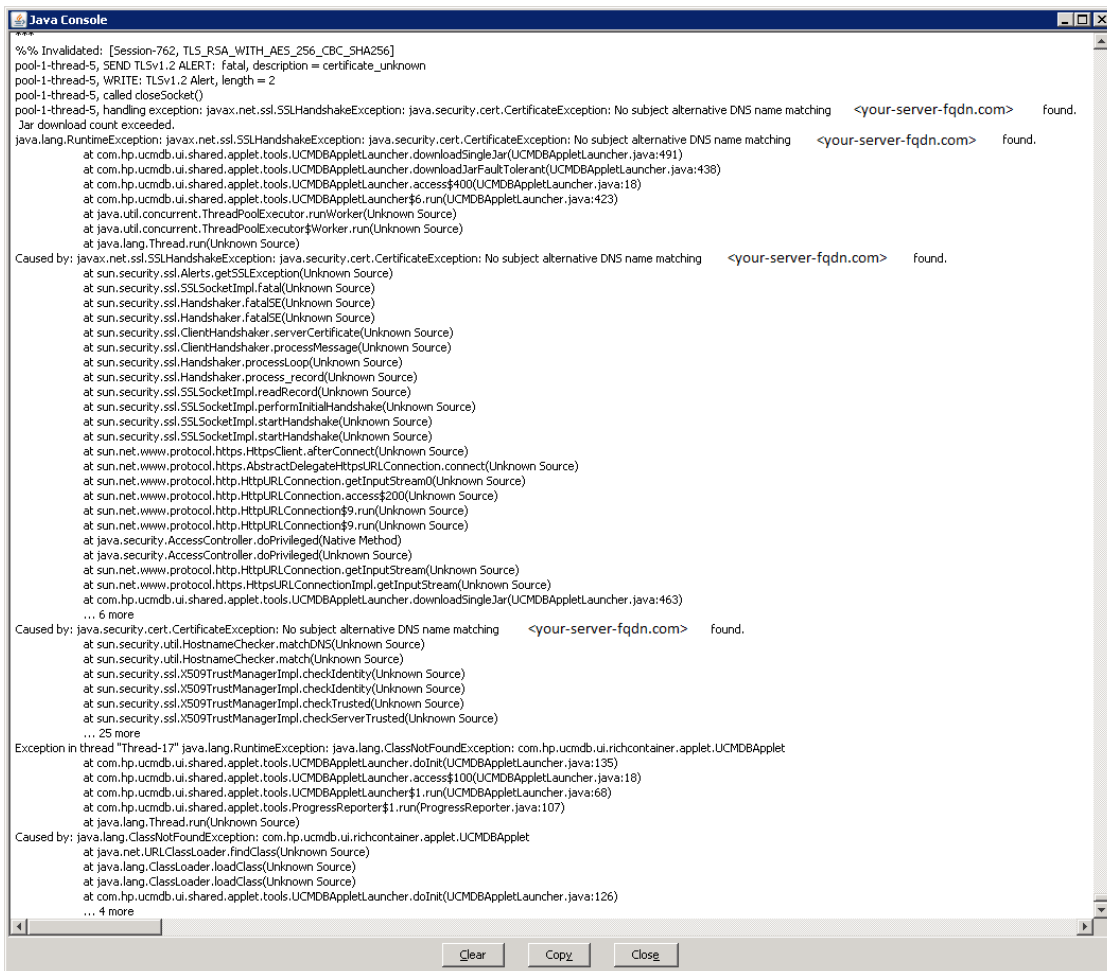 Java Console
***
%% Invalidated: [Session-762, TLS_RSA_WITH_AES_256_CBC_SHA256]
pool-1-thread-5, SEND TLSv1.2 ALERT: fatal, description = certificate_unknown
pool-1-thread-5, WRITE: TLSv1.2 Alert, length = 2
pool-1-thread-5, called closeSocket()
pool-1-thread-5, handling exception: javax.net.ssl.SSLHandshakeException: java.security.cert.CertificateException: No subject alternative DNS name matching <your-server-fqdn.com> found.
Jar download count exceeded.
java.lang.RuntimeException: javax.net.ssl.SSLHandshakeException: java.security.cert.CertificateException: No subject alternative DNS name matching <your-server-fqdn.com> found.
at com.hp.ucmdb.ui.shared.applet.tools.UCMDBAppletLauncher.downloadSingleJar(UCMDBAppletLauncher.java:491)
at com.hp.ucmdb.ui.shared.applet.tools.UCMDBAppletLauncher.downloadJarFaultTolerant(UCMDBAppletLauncher.java:438)
at com.hp.ucmdb.ui.shared.applet.tools.UCMDBAppletLauncher.access$400(UCMDBAppletLauncher.java:18)
at com.hp.ucmdb.ui.shared.applet.tools.UCMDBAppletLauncher$6.run(UCMDBAppletLauncher.java:423)
at java.util.concurrent.ThreadPoolExecutor.runWorker(Unknown Source)
at java.util.concurrent.ThreadPoolExecutor$Worker.run(Unknown Source)
at java.lang.Thread.run(Unknown Source)
Caused by: javax.net.ssl.SSLHandshakeException: java.security.cert.CertificateException: No subject alternative DNS name matching <your-server-fqdn.com> found.
at sun.security.ssl.Alerts.getSSLException(Unknown Source)
at sun.security.ssl.SSLSocketImpl.fatal(Unknown Source)
at sun.security.ssl.Handshaker.fatalSE(Unknown Source)
at sun.security.ssl.Handshaker.fatalSE(Unknown Source)
at sun.security.ssl.ClientHandshaker.serverCertificate(Unknown Source)
at sun.security.ssl.ClientHandshaker.processMessage(Unknown Source)
at sun.security.ssl.Handshaker.processLoop(Unknown Source)
at sun.security.ssl.Handshaker.process_record(Unknown Source)
at sun.security.ssl.SSLSocketImpl.readRecord(Unknown Source)
at sun.security.ssl.SSLSocketImpl.performInitialHandshake(Unknown Source)
at sun.security.ssl.SSLSocketImpl.startHandshake(Unknown Source)
at sun.security.ssl.SSLSocketImpl.startHandshake(Unknown Source)
at sun.net.www.protocol.https.HttpsClient.afterConnect(Unknown Source)
at sun.net.www.protocol.https.AbstractDelegateHttpsURLConnection.connect(Unknown Source)
at sun.net.www.protocol.http.HttpURLConnection.getInputStream0(Unknown Source)
at sun.net.www.protocol.http.HttpURLConnection.access$200(Unknown Source)
at sun.net.www.protocol.http.HttpURLConnection$9.run(Unknown Source)
at sun.net.www.protocol.http.HttpURLConnection$9.run(Unknown Source)
at java.security.AccessController.doPrivileged(Native Method)
at java.security.AccessController.doPrivileged(Unknown Source)
at sun.net.www.protocol.http.HttpURLConnection.getInputStream(Unknown Source)
at sun.net.www.protocol.https.HttpsURLConnectionImpl.getInputStream(Unknown Source)
at com.hp.ucmdb.ui.shared.applet.tools.UCMDBAppletLauncher.downloadSingleJar(UCMDBAppletLauncher.java:463)
... 6 more
Caused by: java.security.cert.CertificateException: No subject alternative DNS name matching <your-server-fqdn.com> found.
at sun.security.util.HostnameChecker.matchDNS(Unknown Source)
at sun.security.util.HostnameChecker.match(Unknown Source)
at sun.security.ssl.X509TrustManagerImpl.checkIdentity(Unknown Source)
at sun.security.ssl.X509TrustManagerImpl.checkIdentity(Unknown Source)
at sun.security.ssl.X509TrustManagerImpl.checkTrusted(Unknown Source)
at sun.security.ssl.X509TrustManagerImpl.checkServerTrusted(Unknown Source)
... 25 more
Exception in thread "Thread-17" java.lang.RuntimeException: java.lang.ClassNotFoundException: com.hp.ucmdb.ui.richcontainer.applet.UCMDBApplet
at com.hp.ucmdb.ui.shared.applet.tools.UCMDBAppletLauncher.doInit(UCMDBAppletLauncher.java:135)
at com.hp.ucmdb.ui.shared.applet.tools.UCMDBAppletLauncher.access$100(UCMDBAppletLauncher.java:18)
at com.hp.ucmdb.ui.shared.applet.tools.UCMDBAppletLauncher$1.run(UCMDBAppletLauncher.java:68)
at com.hp.ucmdb.ui.shared.applet.tools.ProgressReporter$1.run(ProgressReporter.java:107)
at java.lang.Thread.run(Unknown Source)
Caused by: java.lang.ClassNotFoundException: com.hp.ucmdb.ui.richcontainer.applet.UCMDBApplet
at java.net.URLClassLoader.findClass(Unknown Source)
at java.lang.ClassLoader.loadClass(Unknown Source)
at java.lang.ClassLoader.loadClass(Unknown Source)
at com.hp.ucmdb.ui.shared.applet.tools.UCMDBAppletLauncher.doInit(UCMDBAppletLauncher.java:126)
... 4 more
Clear Copy Close